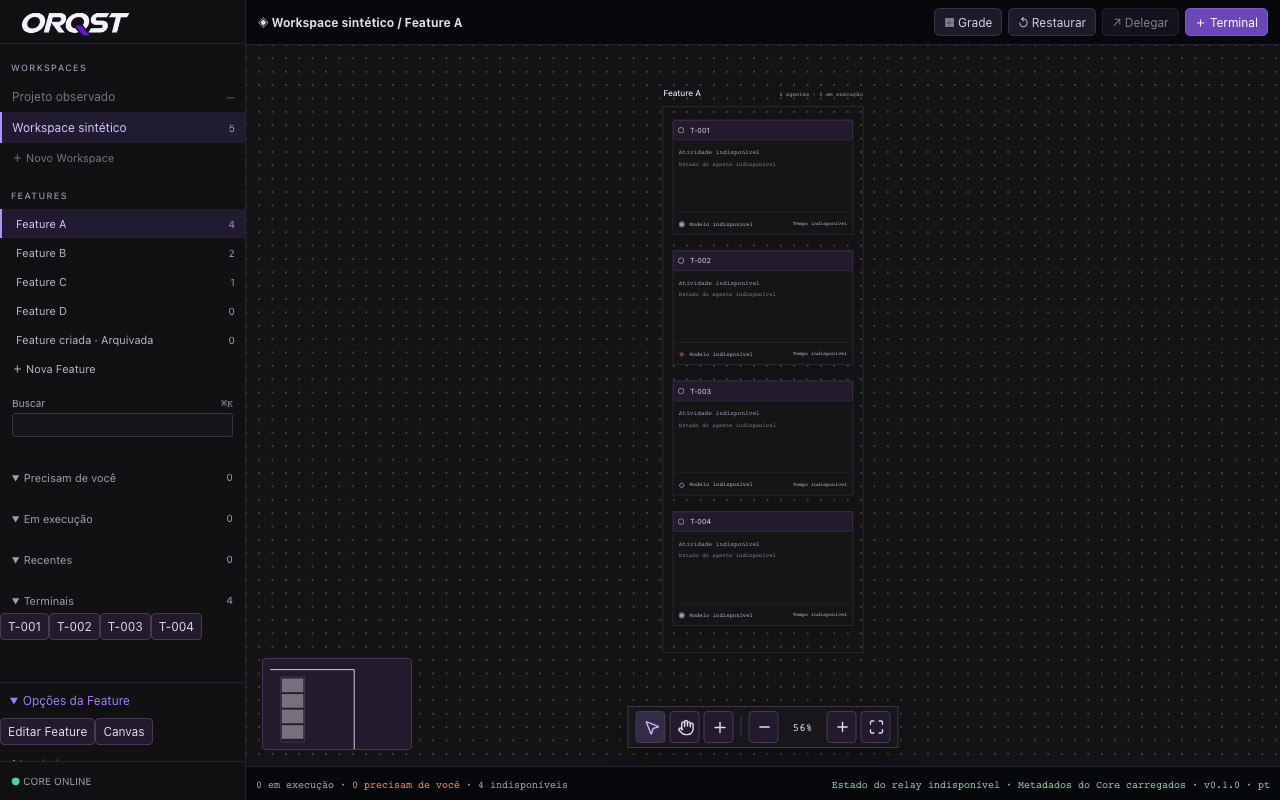 ORQST
WORKSPACES
Projeto observado —
Workspace sintético 5
+ Novo Workspace
FEATURES
Feature A 4
Feature B 2
Feature C 1
Feature D 0
Feature criada · Arquivada 0
+ Nova Feature
Buscar ⌘K
▼ Precisam de você 0
▼ Em execução 0
▼ Recentes 0
▼ Terminais 4
T-001 T-002 T-003 T-004
▼ Opções da Feature
Editar Feature Canvas
CORE ONLINE
◈ Workspace sintético / Feature A
▦ Grade
↺ Restaurar
↗ Delegar
+ Terminal
Feature A
4 agentes · 0 em execução
T-001
Atividade indisponível
Estado do agente indisponível
Modelo indisponível Tempo indisponível
T-002
Atividade indisponível
Estado do agente indisponível
Modelo indisponível Tempo indisponível
T-003
Atividade indisponível
Estado do agente indisponível
Modelo indisponível Tempo indisponível
T-004
Atividade indisponível
Estado do agente indisponível
Modelo indisponível Tempo indisponível
56%
0 em execução · 0 precisam de você · 4 indisponíveis
Estado do relay indisponível · Metadados do Core carregados · v0.1.0 · pt